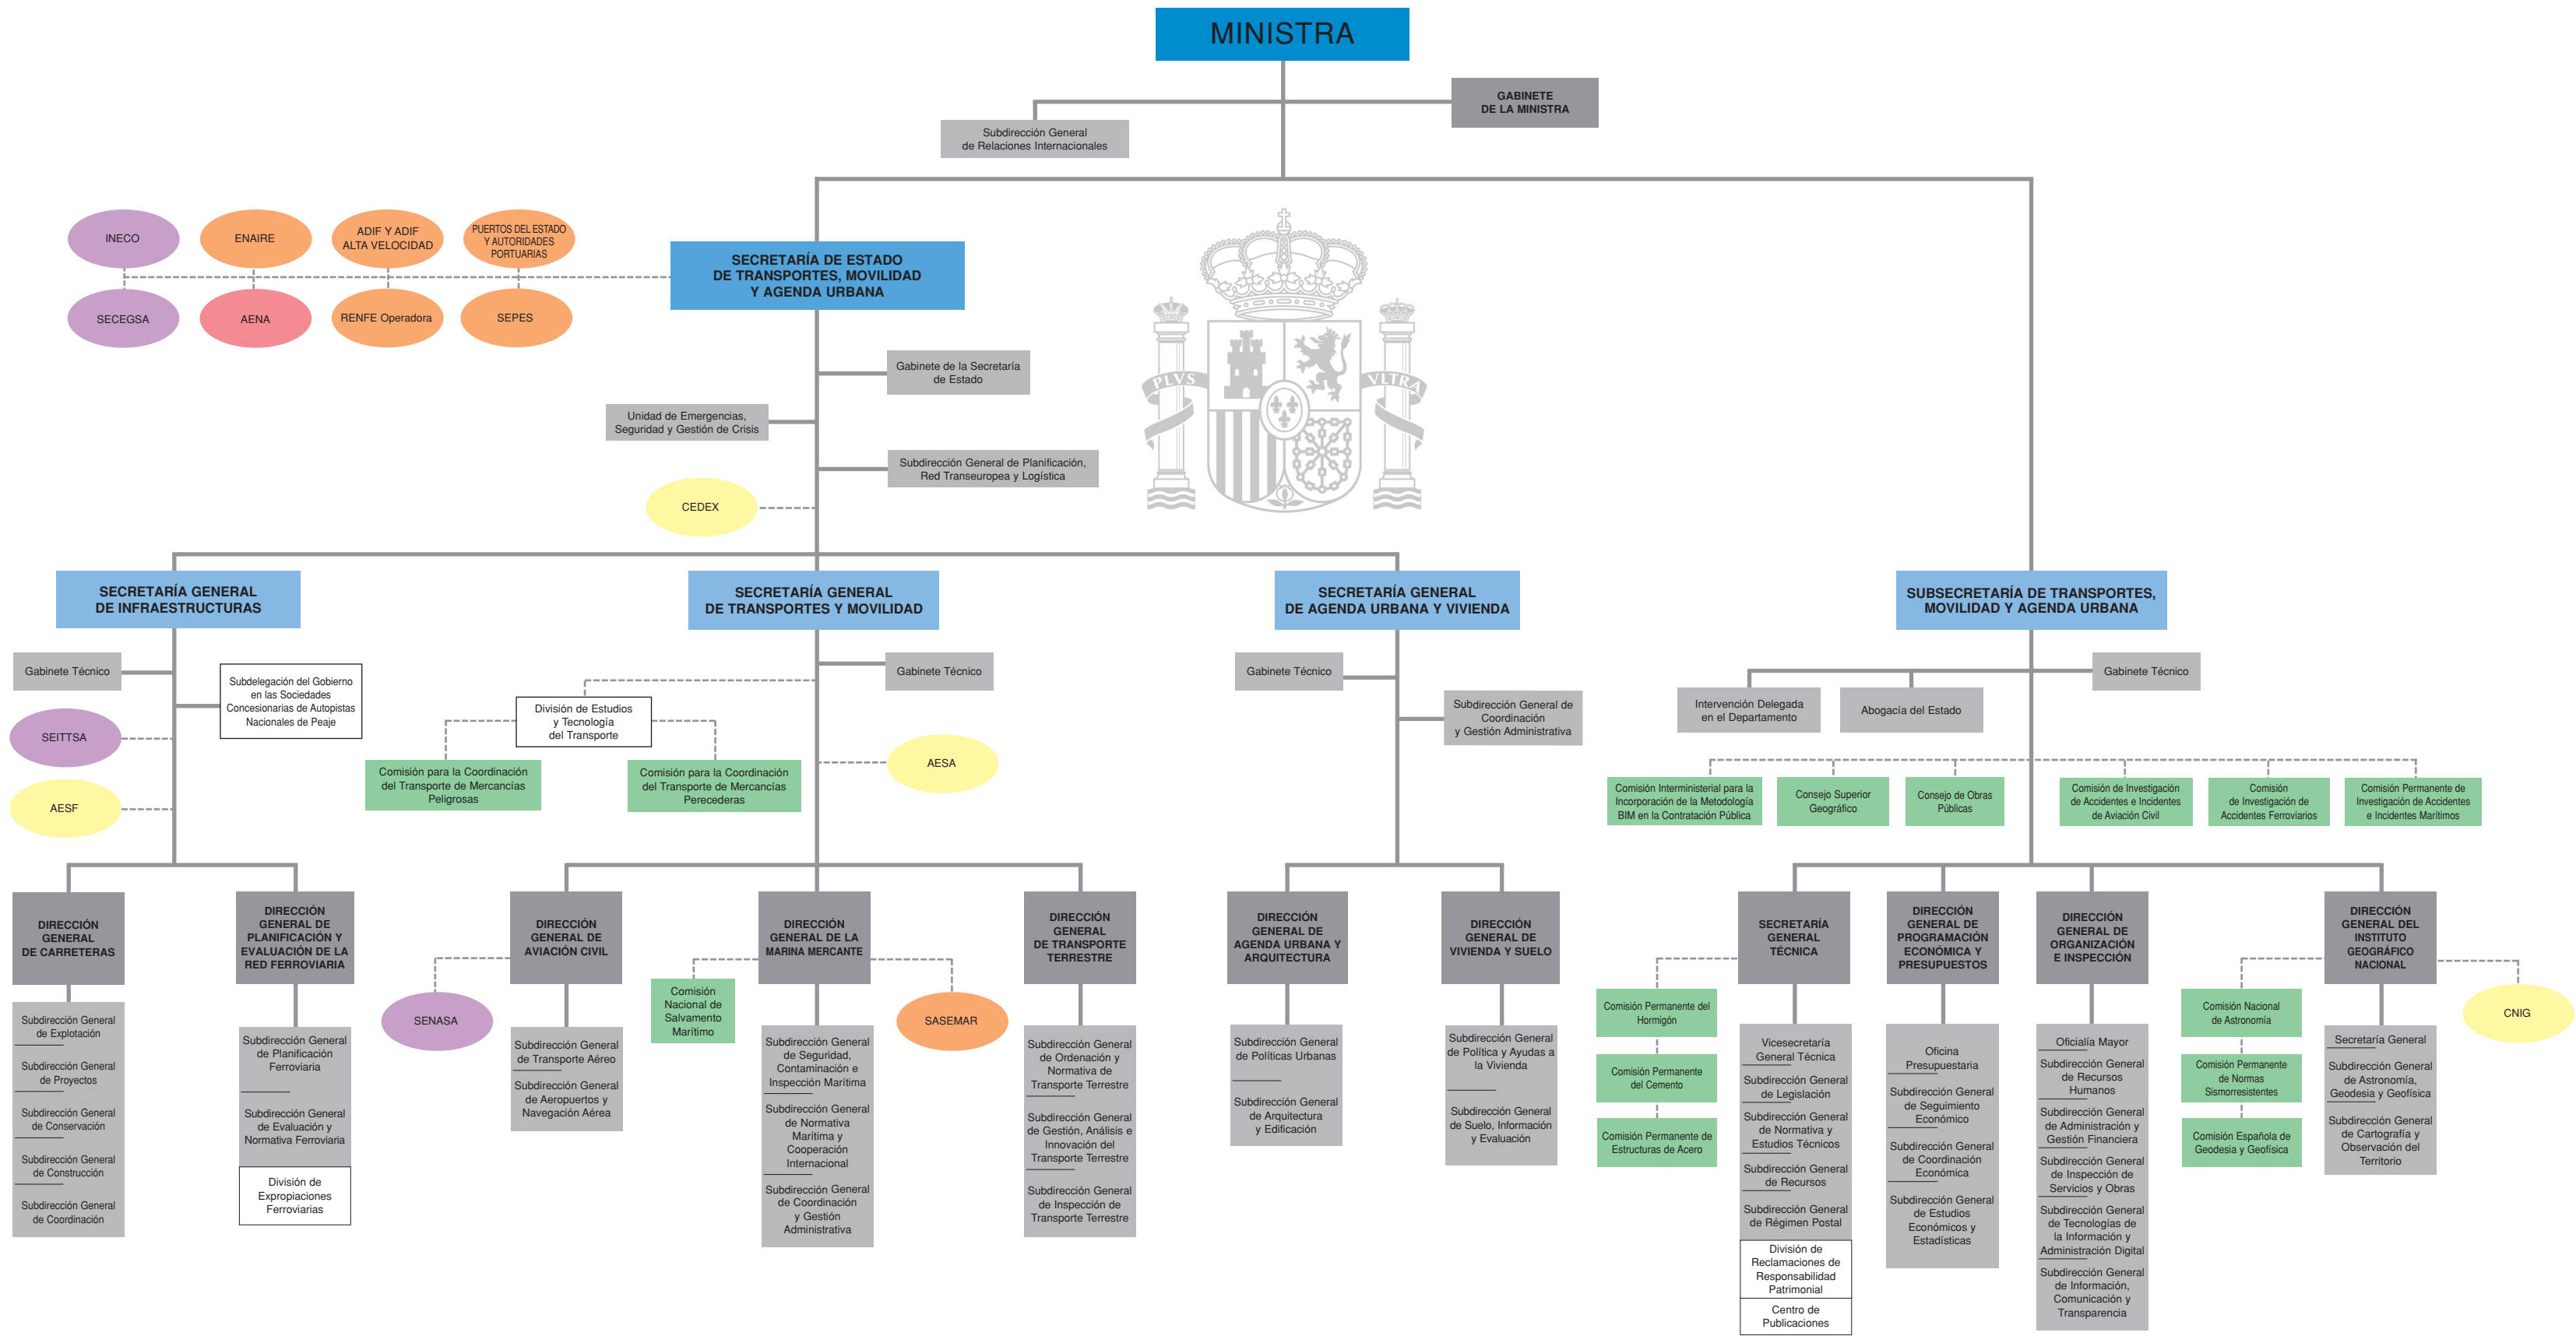 MINISTRA
GABINETE
DE LA MINISTRA
Subdirección General
de Relaciones Internacionales
INECO
ENAIRE
ADIF Y ADIF
ALTA VELOCIDAD
PUERTOS DEL ESTADO
Y AUTORIDADES
PORTUARIAS
SECEGSA
AENA
RENFE Operadora
SEPES
SECRETARÍA DE ESTADO
DE TRANSPORTES, MOVILIDAD
Y AGENDA URBANA
PLVS
VLTRA
Gabinete de la Secretaría
de Estado
Unidad de Emergencias,
Seguridad y Gestión de Crisis
Subdirección General de Planificación,
Red Transeuropea y Logística
CEDEX
SECRETARÍA GENERAL
DE INFRAESTRUCTURAS
SECRETARÍA GENERAL
DE TRANSPORTES Y MOVILIDAD
SECRETARÍA GENERAL
DE AGENDA URBANA Y VIVIENDA
SUBSECRETARÍA DE TRANSPORTES,
MOVILIDAD Y AGENDA URBANA
Gabinete Técnico
Subdelegación del Gobierno
en las Sociedades
Concesionarias de Autopistas
Nacionales de Peaje
SEITTSA
AESF
Gabinete Técnico
División de Estudios
y Tecnología
del Transporte
Comisión para la Coordinación
del Transporte de Mercancías
Peligrosas
Comisión para la Coordinación
del Transporte de Mercancías
Perecederas
AESA
Gabinete Técnico
Subdirección General de
Coordinación
y Gestión Administrativa
Gabinete Técnico
Intervención Delegada
en el Departamento
Abogacía del Estado
Comisión Interministerial para la
Incorporación de la Metodología
BIM en la Contratación Pública
Consejo Superior
Geográfico
Consejo de Obras
Públicas
Comisión de Investigación
de Accidentes e Incidentes
de Aviación Civil
Comisión
de Investigación de
Accidentes Ferroviarios
Comisión Permanente de
Investigación de Accidentes
e Incidentes Marítimos
DIRECCIÓN
GENERAL
DE CARRETERAS
Subdirección General
de Explotación
Subdirección General
de Proyectos
Subdirección General
de Conservación
Subdirección General
de Construcción
Subdirección General
de Coordinación
DIRECCIÓN
GENERAL DE
PLANIFICACIÓN Y
EVALUACIÓN DE LA
RED FERROVIARIA
Subdirección General
de Planificación
Ferroviaria
Subdirección General
de Evaluación y
Normativa Ferroviaria
División de
Expropiaciones
Ferroviarias
DIRECCIÓN
GENERAL DE
AVIACIÓN CIVIL
SENASA
Subdirección General
de Transporte Aéreo
Subdirección General
de Aeropuertos y
Navegación Aérea
DIRECCIÓN
GENERAL DE LA
MARINA MERCANTE
Comisión
Nacional de
Salvamento
Marítimo
SASEMAR
Subdirección General
de Seguridad,
Contaminación e
Inspección Marítima
Subdirección General
de Normativa
Marítima y
Cooperación
Internacional
Subdirección General
de Coordinación
y Gestión
Administrativa
DIRECCIÓN
GENERAL
DE TRANSPORTE
TERRESTRE
Subdirección General
de Ordenación y
Normativa de
Transporte Terrestre
Subdirección General
de Gestión, Análisis e
Innovación del
Transporte Terrestre
Subdirección General
de Inspección de
Transporte Terrestre
DIRECCIÓN
GENERAL DE
AGENDA URBANA Y
ARQUITECTURA
Subdirección General
de Políticas Urbanas
Subdirección General
de Arquitectura
y Edificación
DIRECCIÓN
GENERAL DE
VIVIENDA Y SUELO
Subdirección General
de Política y Ayudas a
la Vivienda
Subdirección General
de Suelo, Información
y Evaluación
SECRETARÍA
GENERAL
TÉCNICA
Comisión Permanente del
Hormigón
Comisión Permanente
del Cemento
Comisión Permanente de
Estructuras de Acero
Vicesecretaría
General Técnica
Subdirección General
de Legislación
Subdirección General
de Normativa y
Estudios Técnicos
Subdirección General
de Recursos
Subdirección General
de Régimen Postal
División de
Reclamaciones de
Responsabilidad
Patrimonial
Centro de
Publicaciones
DIRECCIÓN
GENERAL DE
PROGRAMACIÓN
ECONÓMICA Y
PRESUPUESTOS
Oficina
Presupuestaria
Subdirección General
de Seguimiento
Económico
Subdirección General
de Coordinación
Económica
Subdirección General
de Estudios
Económicos y
Estadísticas
DIRECCIÓN
GENERAL DE
ORGANIZACIÓN
E INSPECCIÓN
Oficialía Mayor
Subdirección General
de Recursos
Humanos
Subdirección General
de Administración y
Gestión Financiera
Subdirección General
de Inspección de
Servicios y Obras
Subdirección General
de Tecnologías de
la Información y
Administración Digital
Subdirección General
de Información,
Comunicación y
Transparencia
DIRECCIÓN
GENERAL DEL
INSTITUTO
GEOGRÁFICO
NACIONAL
Comisión Nacional
de Astronomía
Comisión Permanente
de Normas
Sismorresistentes
Comisión Española de
Geodesia y Geofísica
Secretaría General
Subdirección General
de Astronomía,
Geodesia y Geofísica
Subdirección General
de Cartografía y
Observación del
Territorio
CNIG